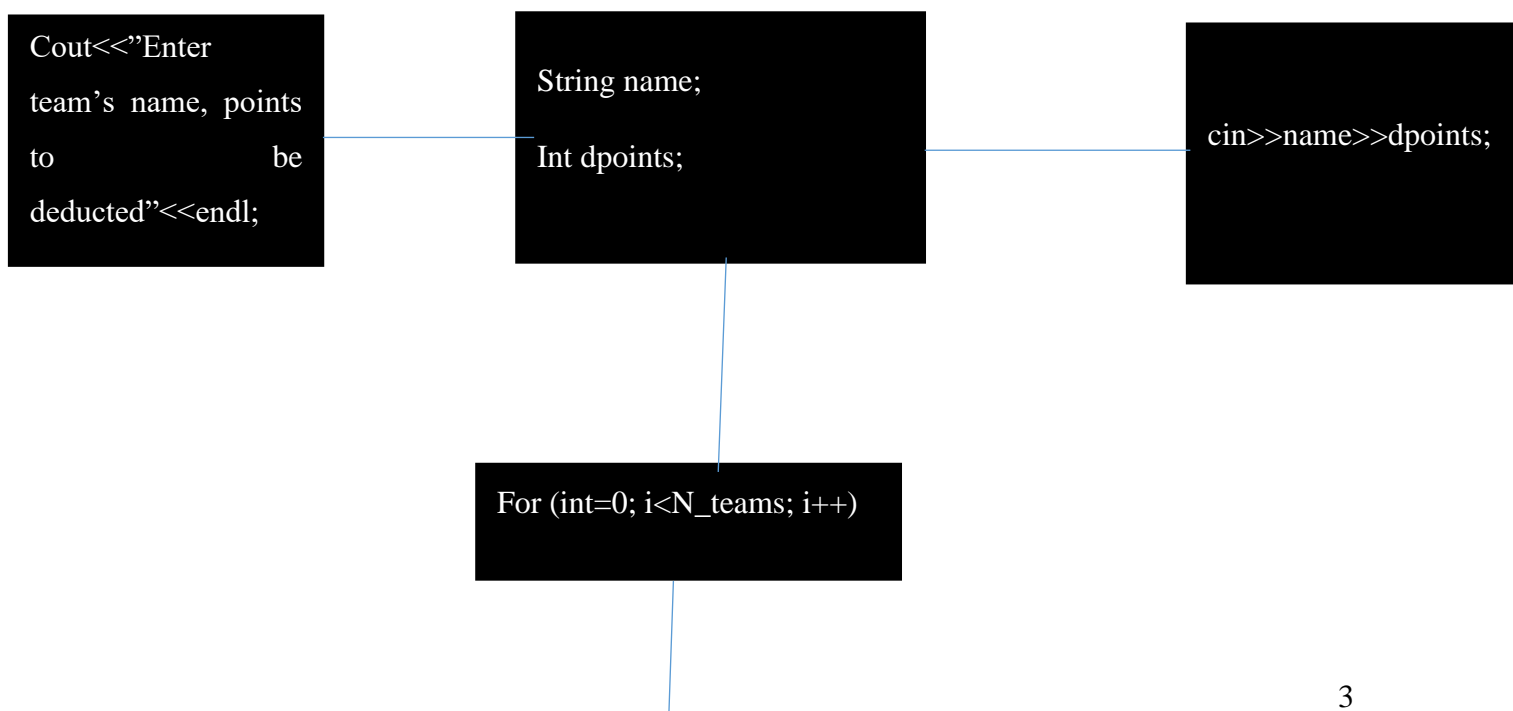 Cout<<”Enter
team’s name, points
to be
deducted”<<endl;
String name;
Int dpoints;
cin>>name>>dpoints;
For (int=0; i<N_teams; i++)
3